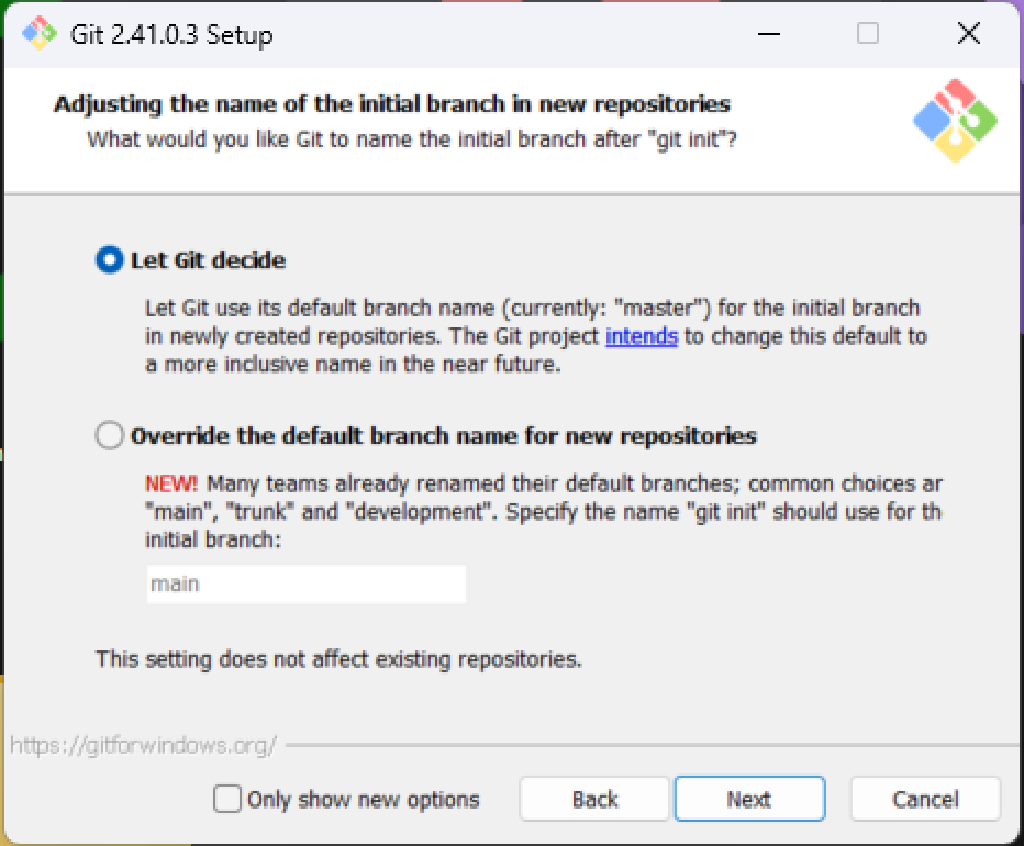 Git 2.41.0.3 Setup
Adjusting the name of the initial branch in new repositories
What would you like Git to name the initial branch after "git init"?
Let Git decide
Let Git use its default branch name (currently: "master") for the initial branch
in newly created repositories. The Git project intends to change this default to
a more inclusive name in the near future.
Override the default branch name for new repositories
NEW! Many teams already renamed their default branches; common choices ar
"main", "trunk" and "development". Specify the name "git init" should use for th
initial branch:
main
This setting does not affect existing repositories.
https://gitforwindows.org/
Only show new options
Back
Next
Cancel